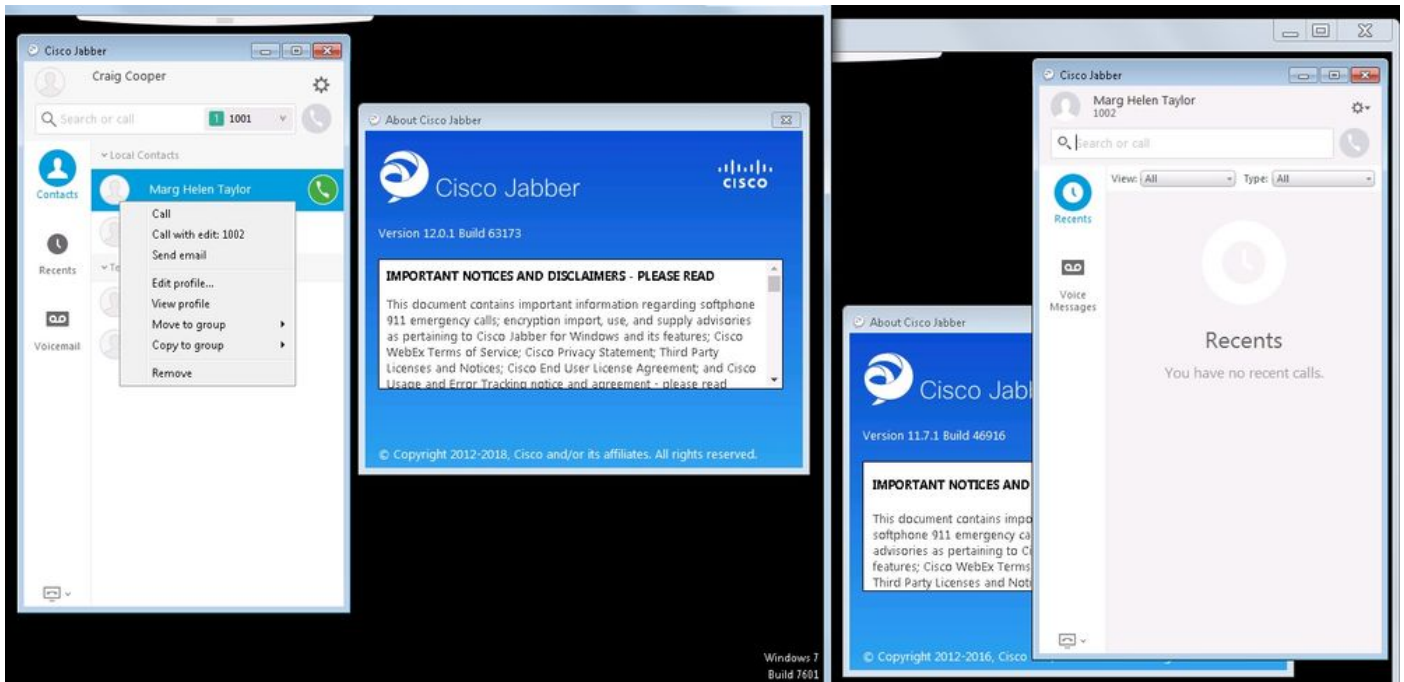 Cisco Jabber
Craig Cooper
Search or call
1 1001
Local Contacts
Contacts
Marg Helen Taylor
Call
Call with edit: 1002
Send email
Recents
Te
Edit profile...
View profile
Move to group
Copy to group
Voicemail
Remove
About Cisco Jabber
Cisco Jabber
CISCO
Version 12.0.1 Build 63173
IMPORTANT NOTICES AND DISCLAIMERS - PLEASE READ
This document contains important information regarding softphone
911 emergency calls; encryption import, use, and supply advisories
as pertaining to Cisco Jabber for Windows and its features; Cisco
WebEx Terms of Service; Cisco Privacy Statement; Third Party
Licenses and Notices; Cisco End User License Agreement; and Cisco
Usage and Error Tracking notice and agreement - please read
© Copyright 2012-2018, Cisco and/or its affiliates. All rights reserved.
Windows 7
Build 7601
About Cisco Jabber
Cisco Jab
Version 11.7.1 Build 46916
IMPORTANT NOTICES AND
This document contains impo
softphone 911 emergency ca
advisories as pertaining to Ci
features; Cisco WebEx Terms
Third Party Licenses and Noti
© Copyright 2012-2016, Cisco
Cisco Jabber
Marg Helen Taylor
1002
Search or call
View: All
Type: All
Recents
Voice
Messages
Recents
You have no recent calls.